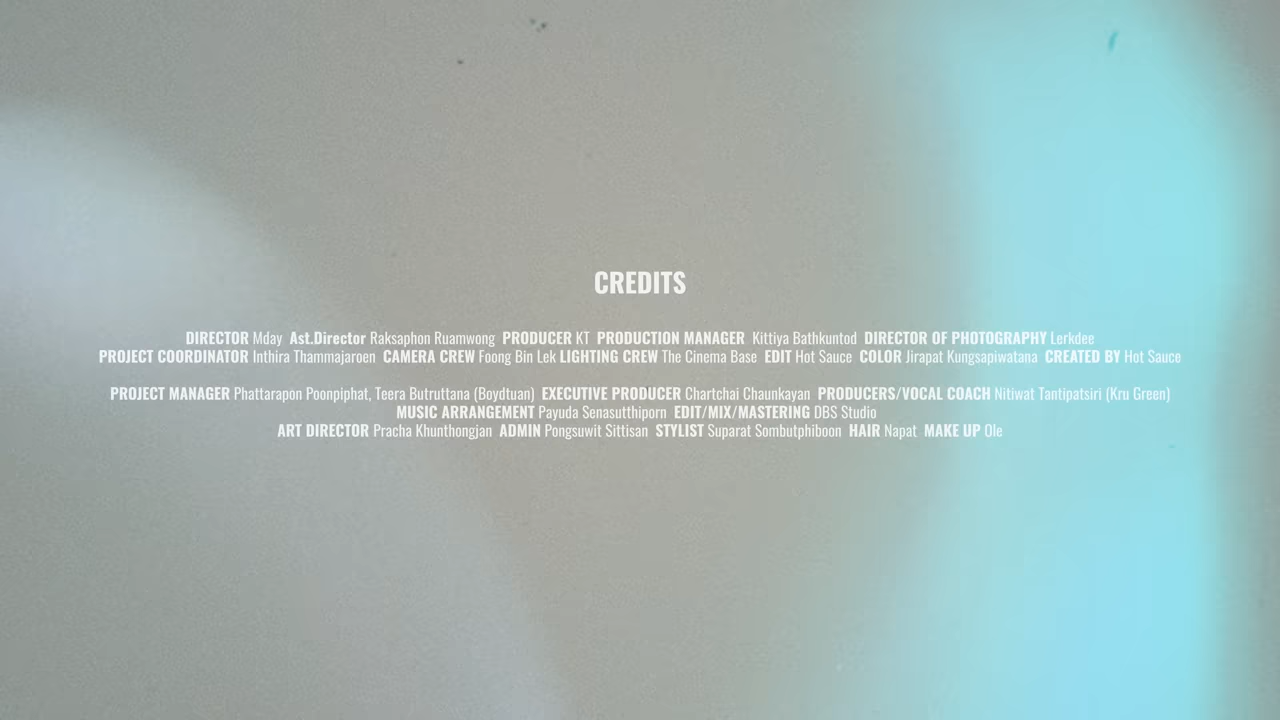 CREDITS
DIRECTOR Mday Ast.Director Raksaphon Ruamwong PRODUCER KT PRODUCTION MANAGER Kittiya Bathkuntod DIRECTOR OF PHOTOGRAPHY Lerkdee
PROJECT COORDINATOR Inthira Thammajaroen CAMERA CREW Foong Bin Lek LIGHTING CREW The Cinema Base EDIT Hot Sauce COLOR Jirapat Kungsapiwatana CREATED BY Hot Sauce
PROJECT MANAGER Phattarapon Poonpiphat, Teera Butruttana (Boydtuan) EXECUTIVE PRODUCER Chartchai Chaunkayan PRODUCERS/VOCAL COACH Nitiwat Tantipatsiri (Kru Green)
MUSIC ARRANGEMENT Payuda Senasutthiporn EDIT/MIX/MASTERING DBS Studio
ART DIRECTOR Pracha Khunthongjan ADMIN Pongsuwit Sittisan STYLIST Suparat Sombutphiboon HAIR Napat MAKE UP Ole